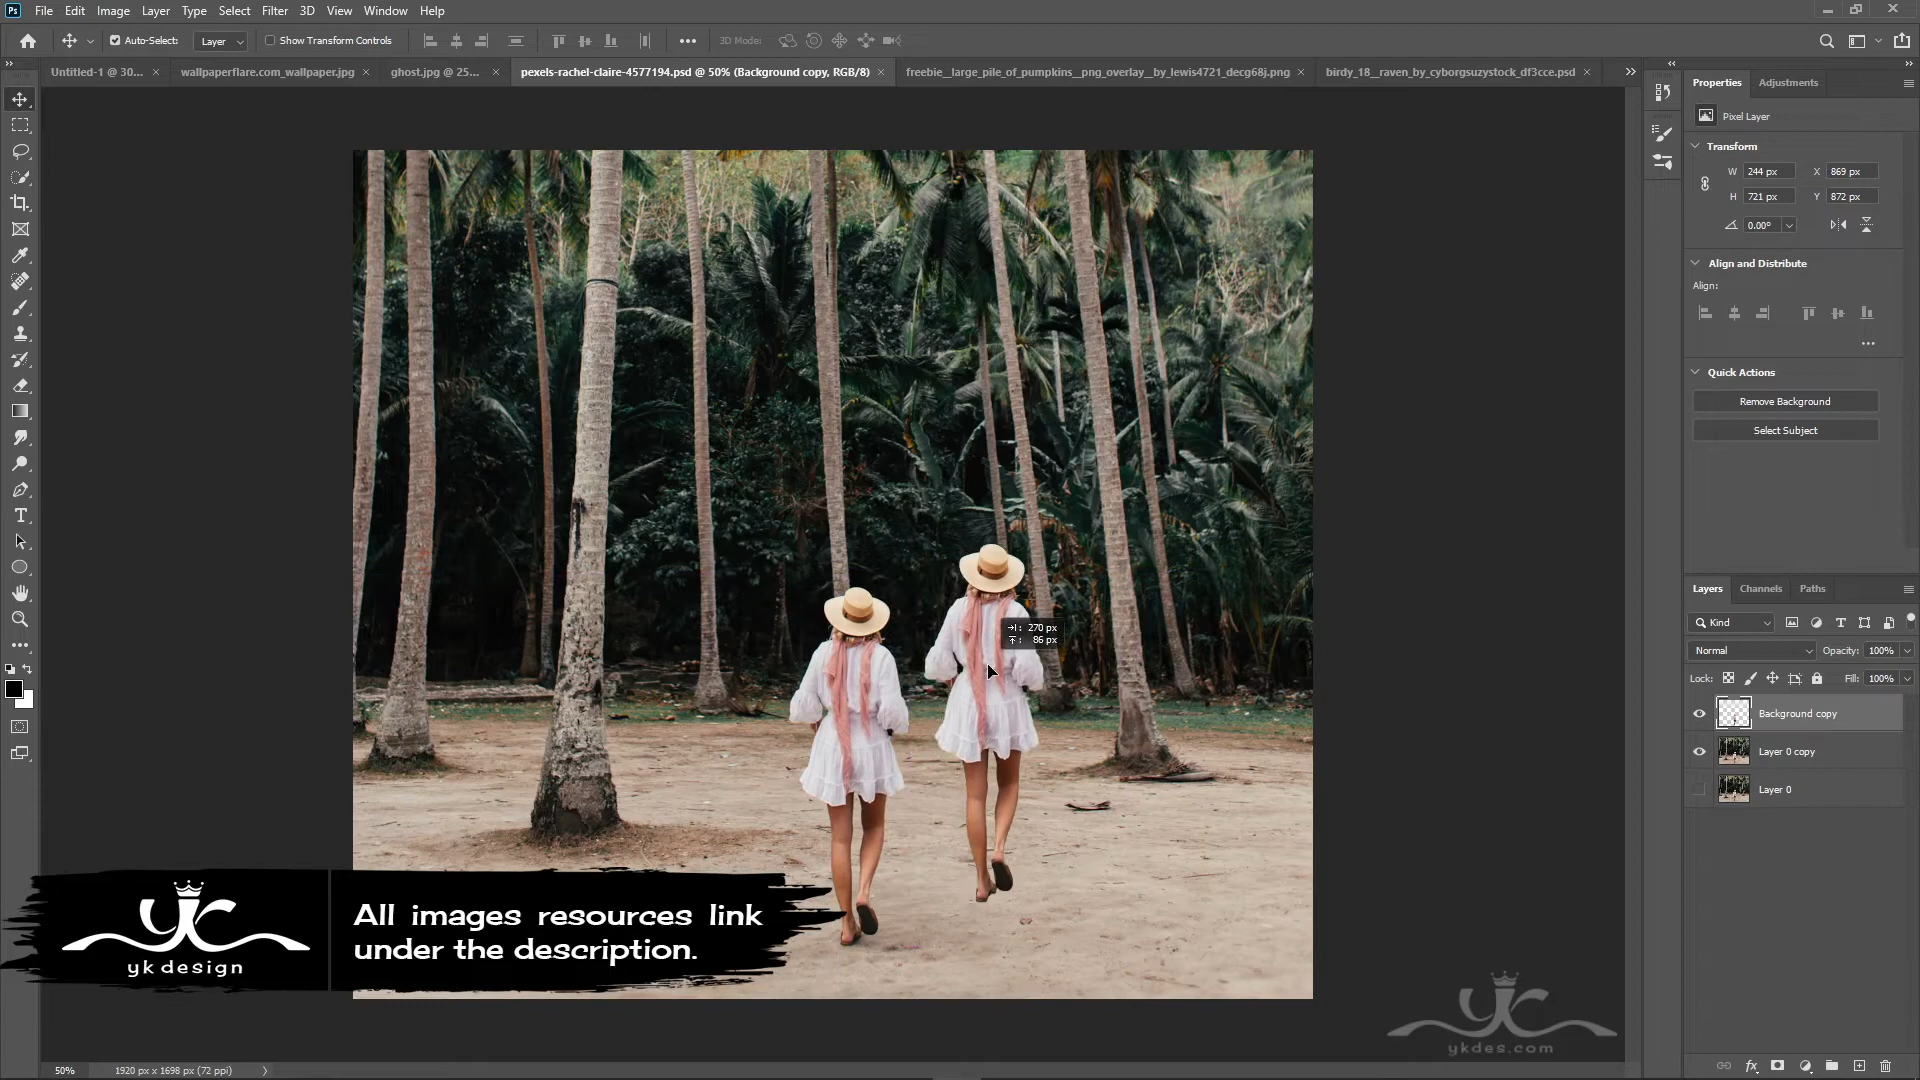 File Edit Image Layer Type Select Filter 3D View Window Help
Auto-Select: Layer Show Transform Controls 3D Mode:
Untitled-1 @ 30... wallpaperflare.com_wallpaper.jpg ghost.jpg @ 25... pexels-rachel-claire-4577194.psd @ 50% (Background copy, RGB/8) freebie__large_pile_of_pumpkins__png_overlay__by_lewis4721_decg68j.png birdy_18__raven_by_cyborgsuzystock_df3cce.psd
Properties Adjustments
Pixel Layer
Transform
W 244 px X 869 px
H 721 px Y 872 px
0.00°
Align and Distribute
Align:
Quick Actions
Remove Background
Select Subject
270 px
86 px
Layers Channels Paths
Kind
Normal Opacity: 100%
Lock: Fill: 100%
Background copy
Layer 0 copy
Layer 0
All images resources link
under the description.
yk design
ykdes.com
50% 1920 px x 1698 px (72 ppi)